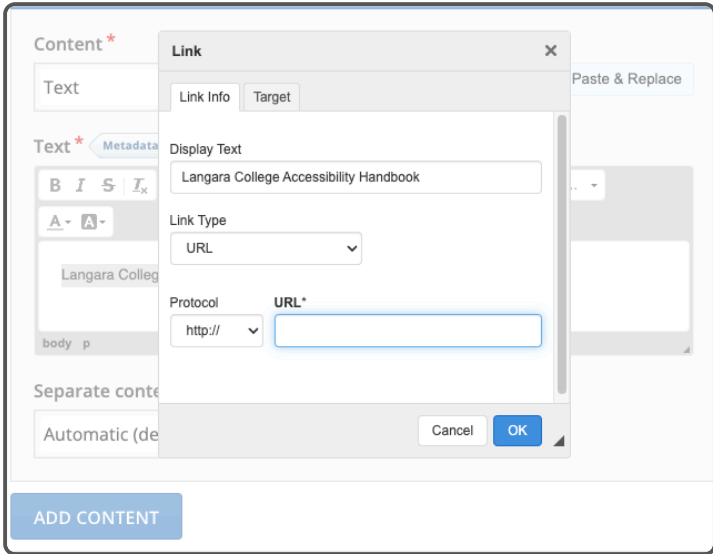 Content *
Text
Paste & Replace
Text * Metadata
B I S Tx
A A
Langara Colleg
body p
Separate conte
Automatic (de
ADD CONTENT
Link ×
Link Info Target
Display Text
Langara College Accessibility Handbook
Link Type
URL
Protocol URL*
http://
Cancel OK